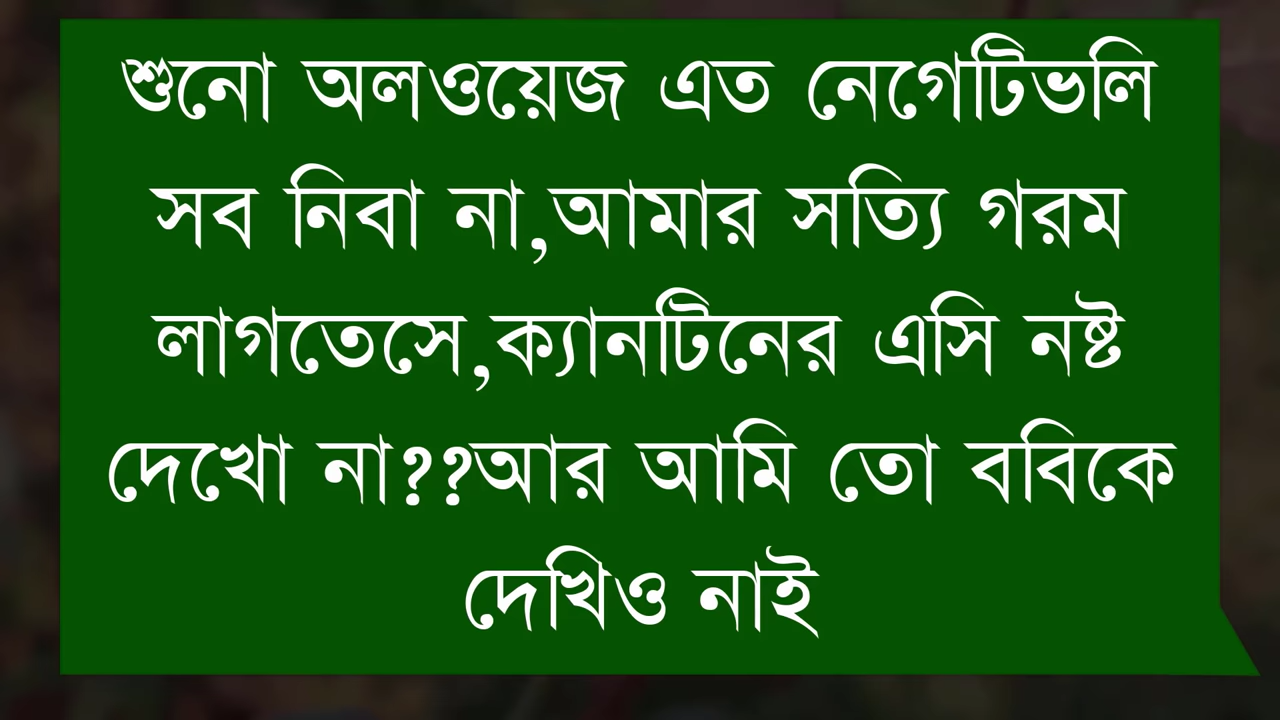 শুনো অলওয়েজ এত নেগেটিভলি
সব নিবা না,আমার সত্যি গরম
লাগতেসে,ক্যানটিনের এসি নষ্ট
দেখো না??আর আমি তো ববিকে
দেখিও নাই